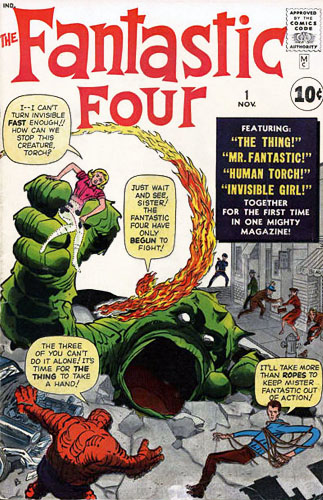 IND.
APPROVED
BY THE
COMICS
CODE
AUTHORITY
THE
FANTASTIC
FOUR
M
C
1
NOV.
10¢
I--I CAN'T
TURN INVISIBLE
FAST ENOUGH!!
HOW CAN WE
STOP THIS
CREATURE,
TORCH?
JUST
WAIT AND
SEE,
SISTER!
THE
FANTASTIC
FOUR HAVE
ONLY
BEGUN TO
FIGHT!
FEATURING:
"THE THING!"
"MR. FANTASTIC!"
"HUMAN TORCH!"
"INVISIBLE GIRL!"
TOGETHER
FOR THE FIRST TIME
IN ONE MIGHTY
MAGAZINE!
THE THREE
OF YOU CAN'T
DO IT ALONE! IT'S
TIME FOR THE
THING TO TAKE
A HAND!
IT'LL TAKE MORE
THAN ROPES TO
KEEP MISTER
FANTASTIC OUT
OF ACTION!